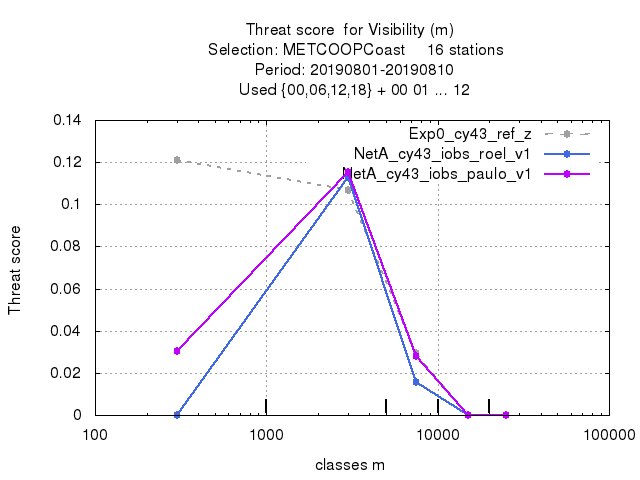 Threat score  for Visibility (m)
Selection: METCOOPCoast    16 stations
Period: 20190801-20190810
Used {00,06,12,18} + 00 01 ... 12
0.14
0.12
0.1
0.08
0.06
0.04
0.02
0
Threat score
Exp0_cy43_ref_z
NetA_cy43_iobs_roel_v1
NetA_cy43_iobs_paulo_v1
100
1000
10000
100000
classes m